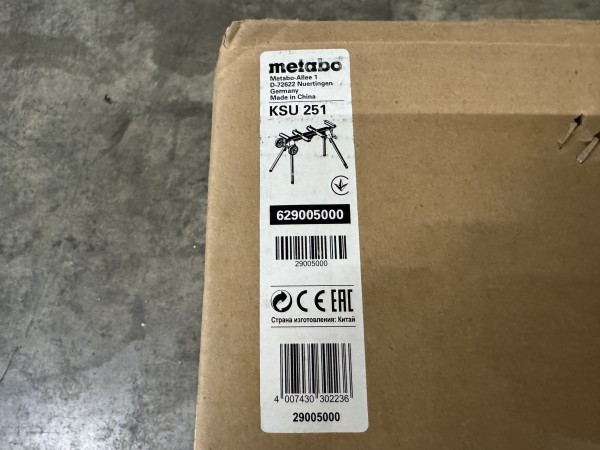 metabo
Metabo-Allee 1
D-72622 Nuertingen
Germany
Made in China
KSU 251
629005000
29005000
CE EAC
Страна изготовления: Китай
4 007430 302236
29005000